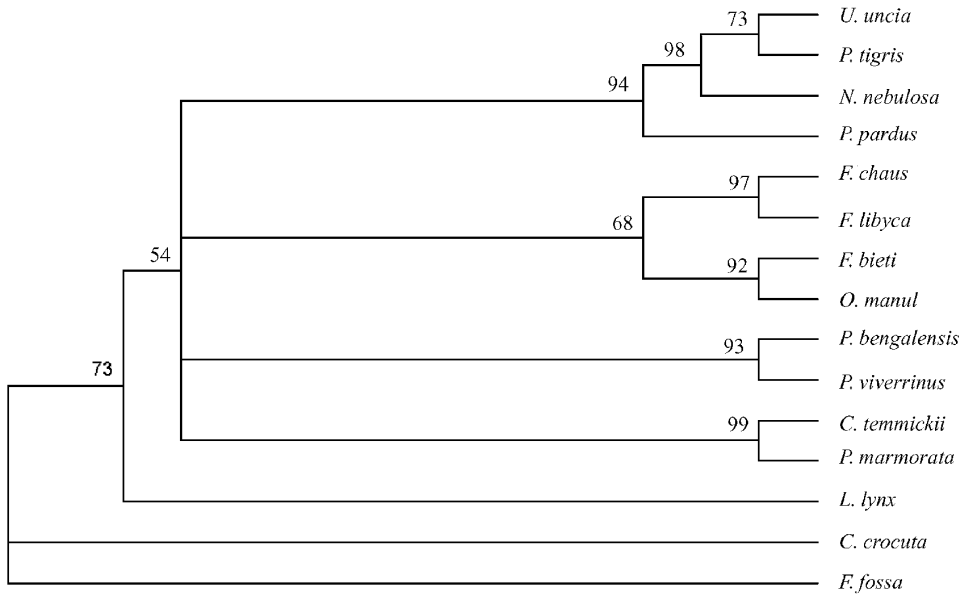 73
U. uncia
98
P. tigris
94
N. nebulosa
P. pardus
97
F. chaus
68
F. libyca
54
92
F. bieti
O. manul
93
P. bengalensis
73
P. viverrinus
99
C. temmickii
P. marmorata
L. lynx
C. crocuta
F. fossa